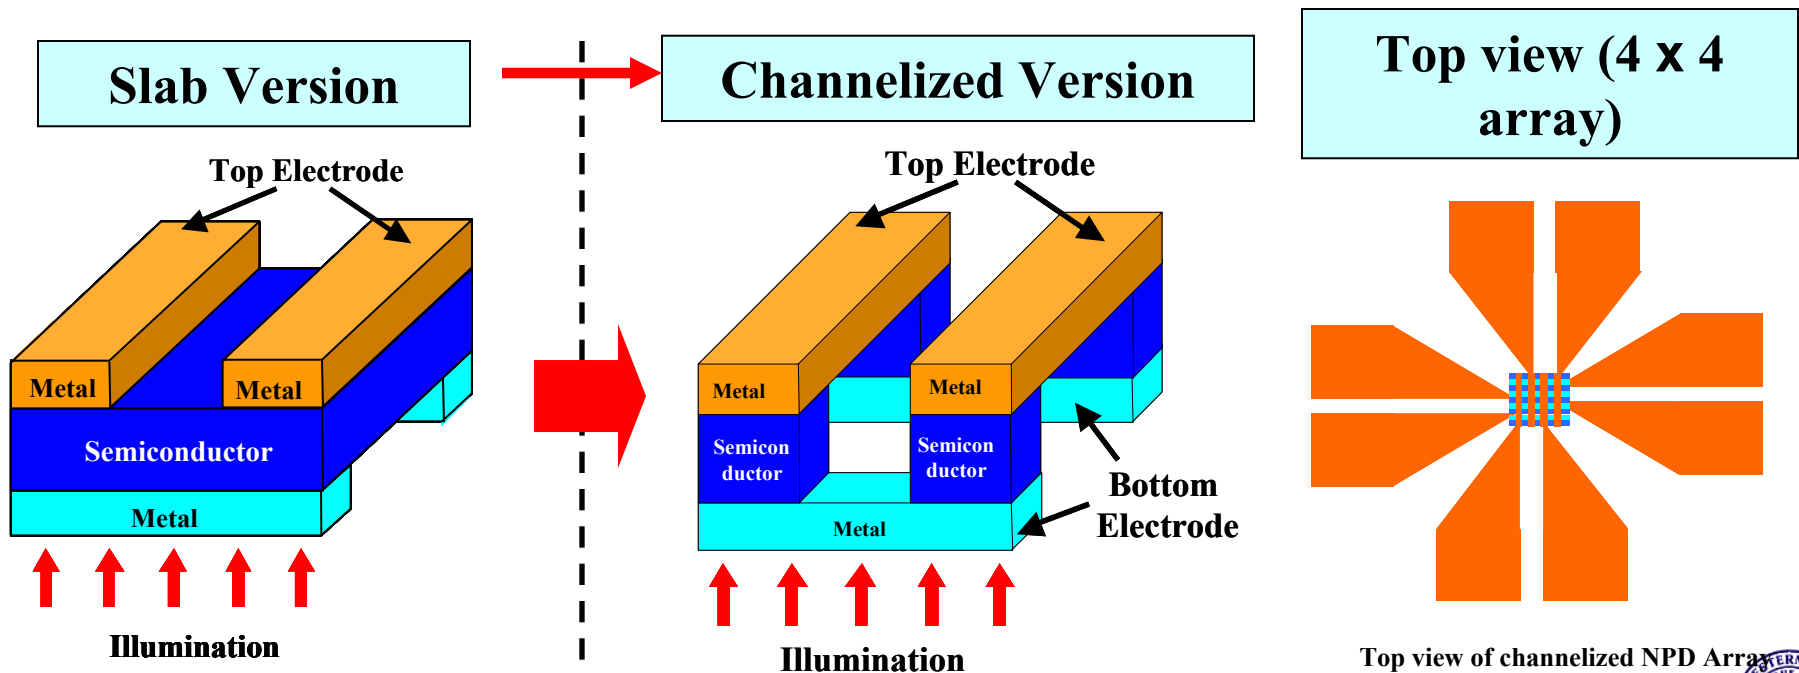 Slab Version
Channelized Version
Top view (4 x 4
array)
Top Electrode
Metal
Metal
Semiconductor
Metal
Illumination
Top Electrode
Metal
Metal
Semicon
ductor
Semicon
ductor
Metal
Bottom
Electrode
Illumination
Top view of channelized NPD Array